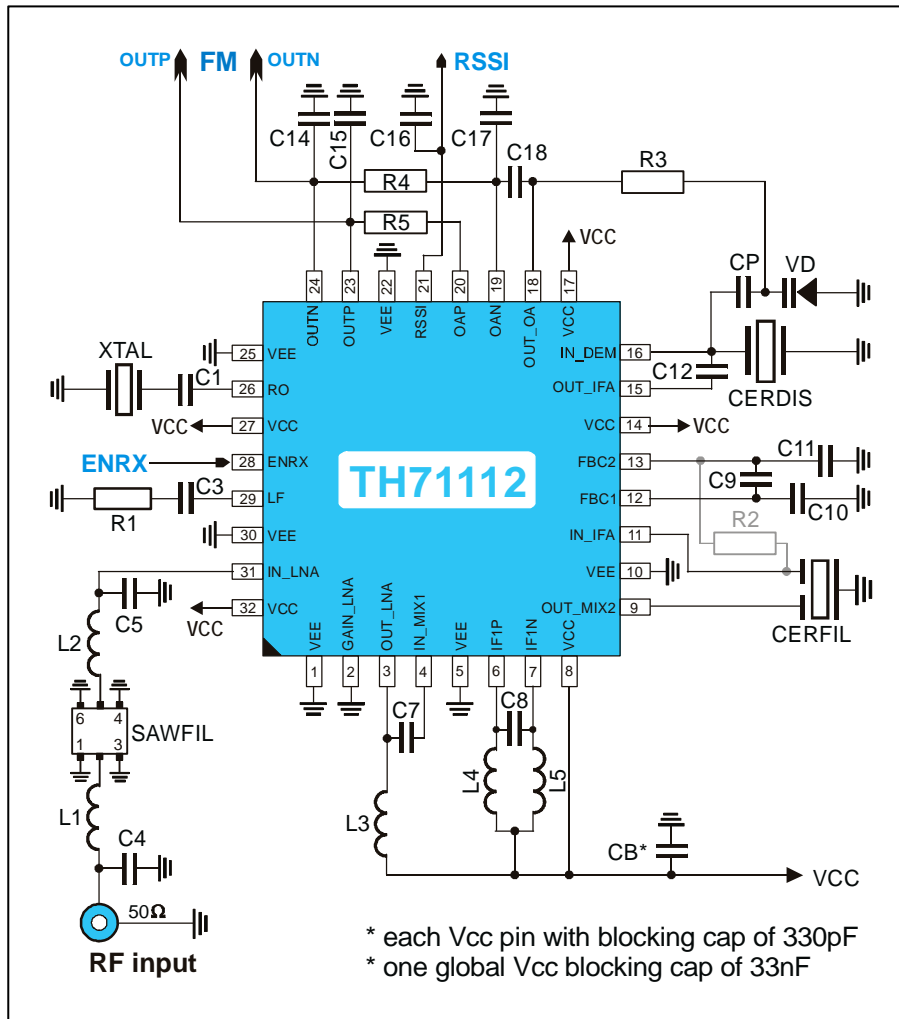 OUTP FM OUTN RSSI
C14 C15 C16 C17 C18 R3
R4
R5
VCC
CP VD
24 23 22 21 20 19 18 17
OUTN OUTP VEE RSSI OAP OAN OUT_OA VCC
XTAL
C1
25 VEE
26 RO
VCC 27 VCC
ENRX 28 ENRX
C3
R1
29 LF
30 VEE
31 IN_LNA
VCC 32 VCC
TH71112
IN_DEM 16
C12
OUT_IFA 15
CERDIS
VCC 14 VCC
FBC2 13
C11
C9
FBC1 12
C10
R2
IN_IFA 11
VEE 10
OUT_MIX2 9
CERFIL
VEE GAIN_LNA OUT_LNA IN_MIX1 VEE IF1P IF1N VCC
1 2 3 4 5 6 7 8
C5
L2
6 4
1 3
SAWFIL
L1
C4
C7
C8
L3
L4
L5
CB*
VCC
50Ω
RF input
* each Vcc pin with blocking cap of 330pF
* one global Vcc blocking cap of 33nF